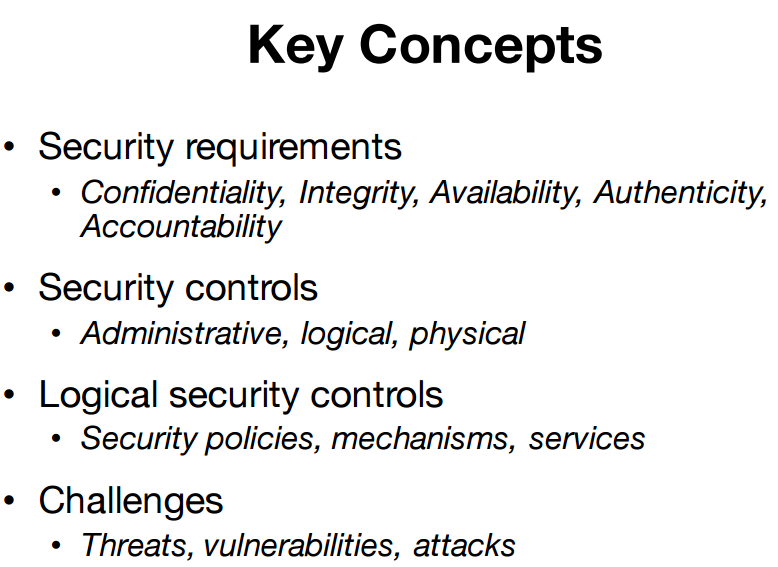 Key Concepts
• Security requirements
• Confidentiality, Integrity, Availability, Authenticity,
Accountability
• Security controls
• Administrative, logical, physical
• Logical security controls
• Security policies, mechanisms, services
• Challenges
• Threats, vulnerabilities, attacks